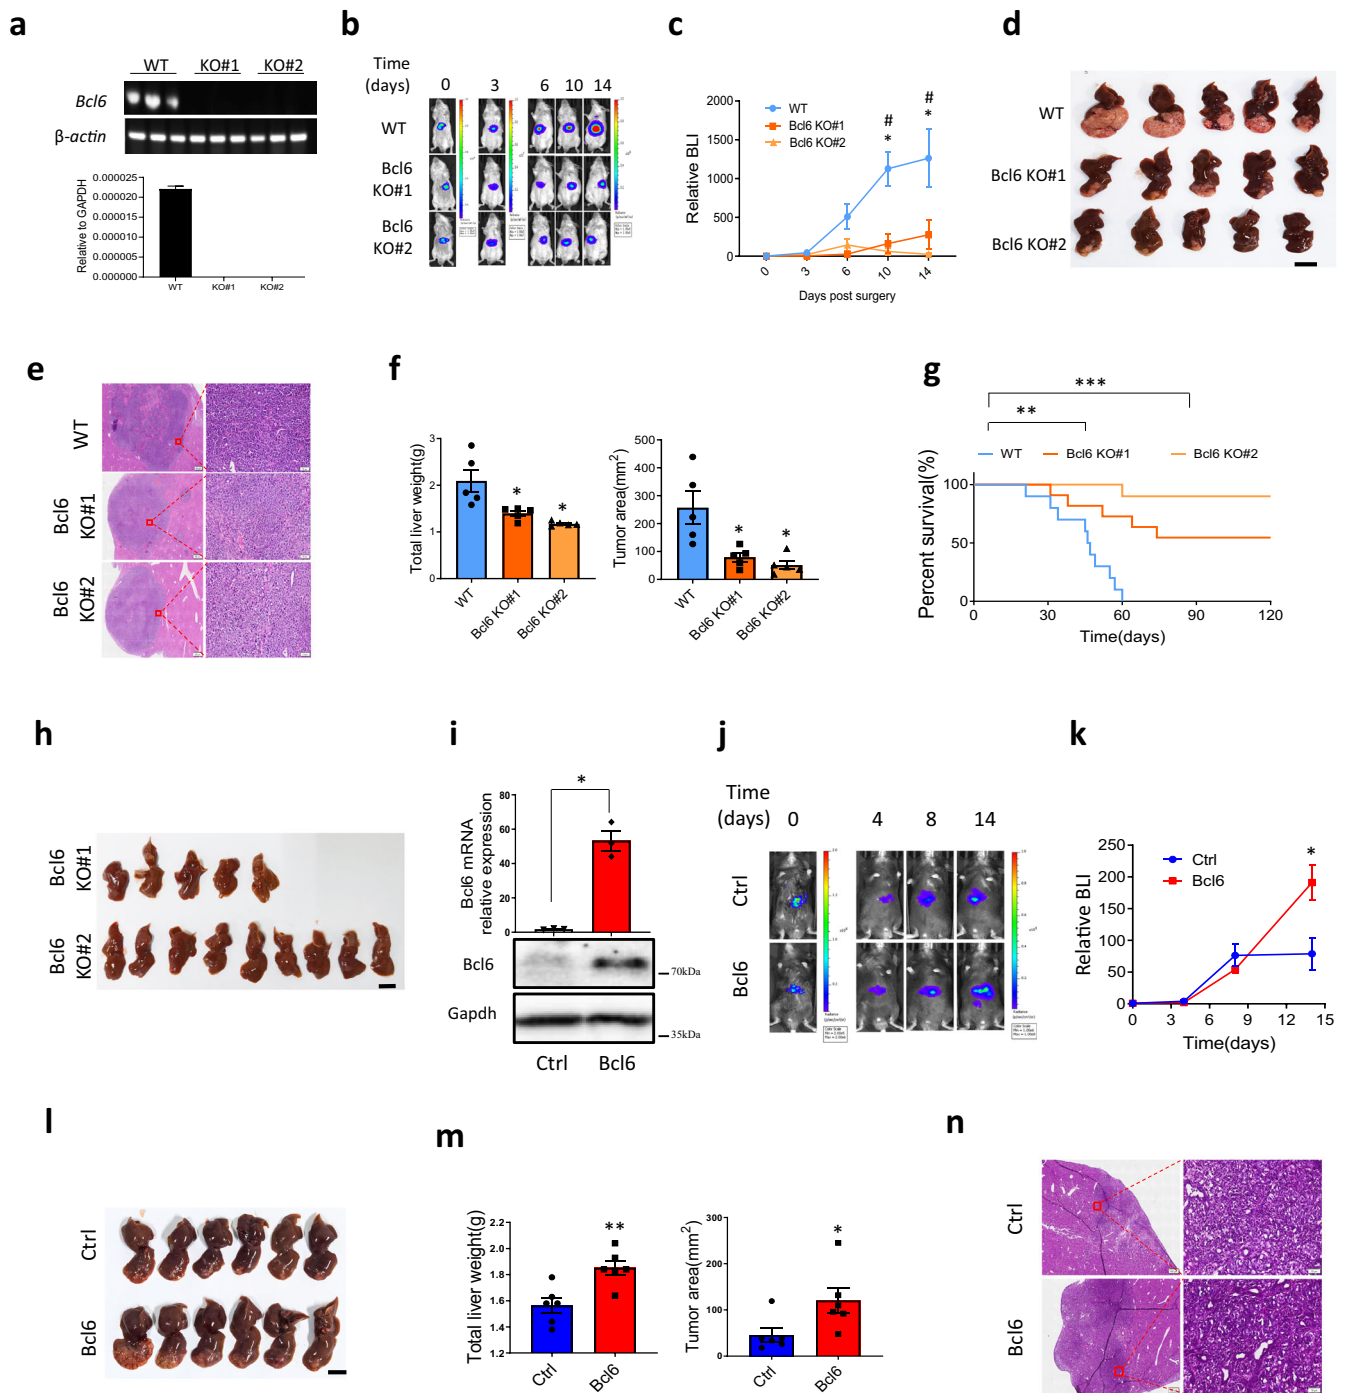 a
WT KO#1 KO#2
Bcl6
β-actin
Relative to GAPDH
0.000025
0.000020
0.000015
0.000010
0.000005
0.000000
WT KO#1 KO#2
b
Time
(days) 0 3 6 10 14
WT
Bcl6
KO#1
Bcl6
KO#2
c
Relative BLI
2000
1500
1000
500
0
WT
Bcl6 KO#1
Bcl6 KO#2
# #
* *
0 3 6 10 14
Days post surgery
d
WT
Bcl6 KO#1
Bcl6 KO#2
e
WT
Bcl6
KO#1
Bcl6
KO#2
f
Total liver weight(g)
3
2
1
0
* *
WT Bcl6 KO#1 Bcl6 KO#2
Tumor area(mm2)
500
400
300
200
100
0
* *
WT Bcl6 KO#1 Bcl6 KO#2
g
***
**
WT Bcl6 KO#1 Bcl6 KO#2
Percent survival(%)
100
50
0
0 30 60 90 120
Time(days)
h
Bcl6
KO#1
Bcl6
KO#2
i
*
Bcl6 mRNA
relative expression
80
60
40
20
0
Bcl6
70kDa
Gapdh
35kDa
Ctrl Bcl6
j
Time
(days) 0 4 8 14
Ctrl
Bcl6
k
Relative BLI
250
200
150
100
50
0
Ctrl
Bcl6
*
0 3 6 9 12 15
Time(days)
l
Ctrl
Bcl6
m
Total liver weight(g)
2.2
2.0
1.8
1.6
1.4
1.2
**
Ctrl Bcl6
Tumor area(mm2)
300
200
100
0
*
Ctrl Bcl6
n
Ctrl
Bcl6